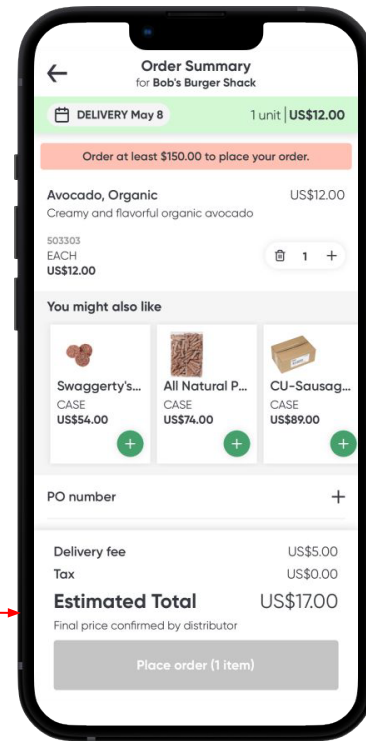 Order Summary
for Bob's Burger Shack
DELIVERY May 8
1 unit | US$12.00
Order at least $150.00 to place your order.
Avocado, Organic
US$12.00
Creamy and flavorful organic avocado
503303
EACH
US$12.00
1
You might also like
Swaggerty's...
CASE
US$54.00
All Natural P...
CASE
US$74.00
CU-Sausag...
CASE
US$89.00
PO number
Delivery fee
US$5.00
Tax
US$0.00
Estimated Total
US$17.00
Final price confirmed by distributor
Place order (1 item)